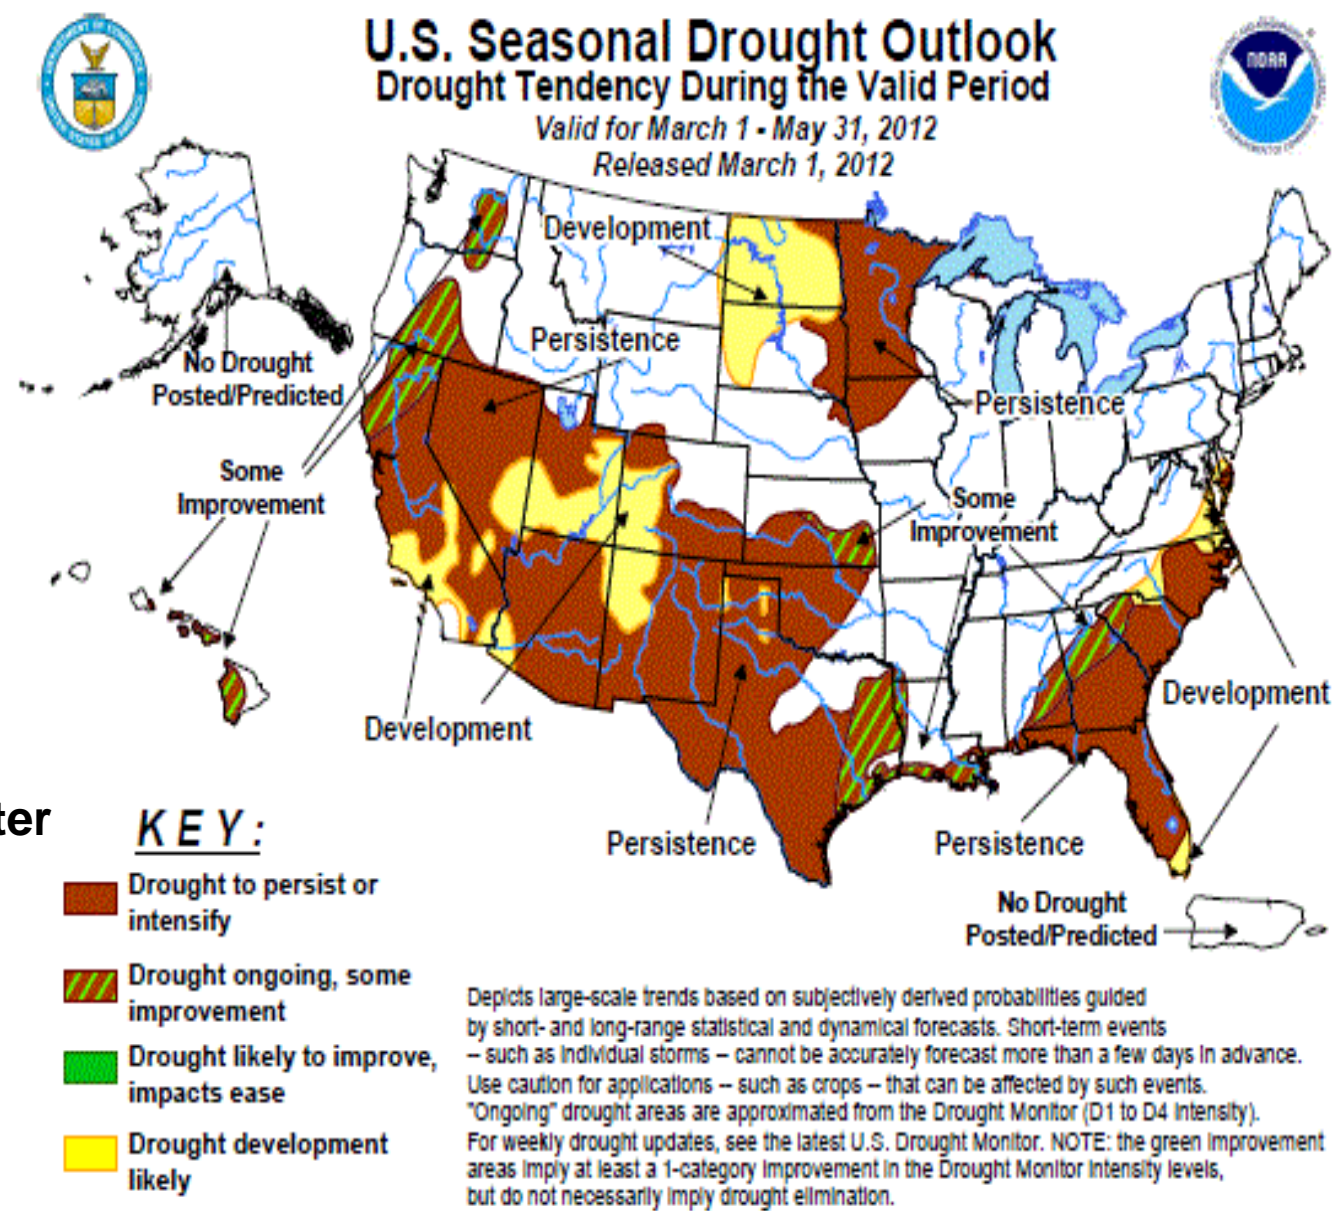 U.S. Seasonal Drought Outlook
Drought Tendency During the Valid Period
Valid for March 1 - May 31, 2012
Released March 1, 2012
NOAA
Development
Persistence
No Drought
Posted/Predicted
Persistence
Some
Improvement
Some
Improvement
Development
Development
Persistence
Persistence
No Drought
Posted/Predicted
ter
KEY:
Drought to persist or
intensify
Drought ongoing, some
improvement
Drought likely to improve,
impacts ease
Drought development
likely
Depicts large-scale trends based on subjectively derived probabilities guided
by short- and long-range statistical and dynamical forecasts. Short-term events
-- such as individual storms -- cannot be accurately forecast more than a few days in advance.
Use caution for applications -- such as crops -- that can be affected by such events.
"Ongoing" drought areas are approximated from the Drought Monitor (D1 to D4 intensity).
For weekly drought updates, see the latest U.S. Drought Monitor. NOTE: the green improvement
areas imply at least a 1-category improvement in the Drought Monitor intensity levels,
but do not necessarily imply drought elimination.